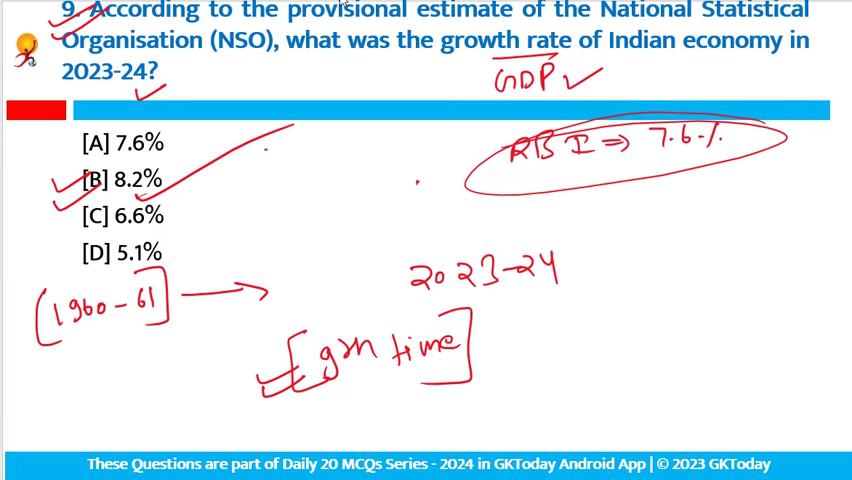 9. According to the provisional estimate of the National Statistical
Organisation (NSO), what was the growth rate of Indian economy in
2023-24?
GDP
RBI ⇒ 7.6%
[A] 7.6%
[B] 8.2%
[C] 6.6%
[D] 5.1%
2023-24
[1960-61]
time
These Questions are part of Daily 20 MCQs Series - 2024 in GKToday Android App | © 2023 GKToday